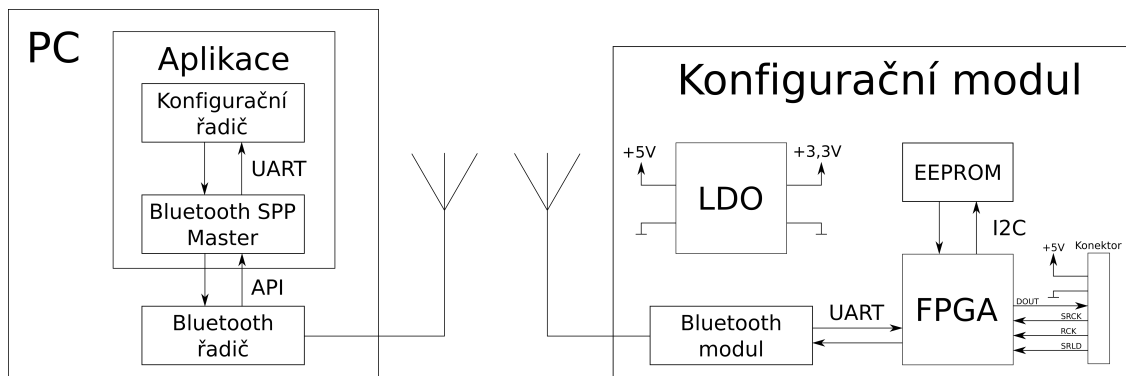 PC
Aplikace
Konfigurační
řadič
UART
Bluetooth SPP
Master
API
Bluetooth
řadič
Konfigurační modul
+5V
LDO
+3,3V
EEPROM
I2C
+5V
Konektor
FPGA
DOUT
SRCK
RCK
SRLD
UART
Bluetooth
modul